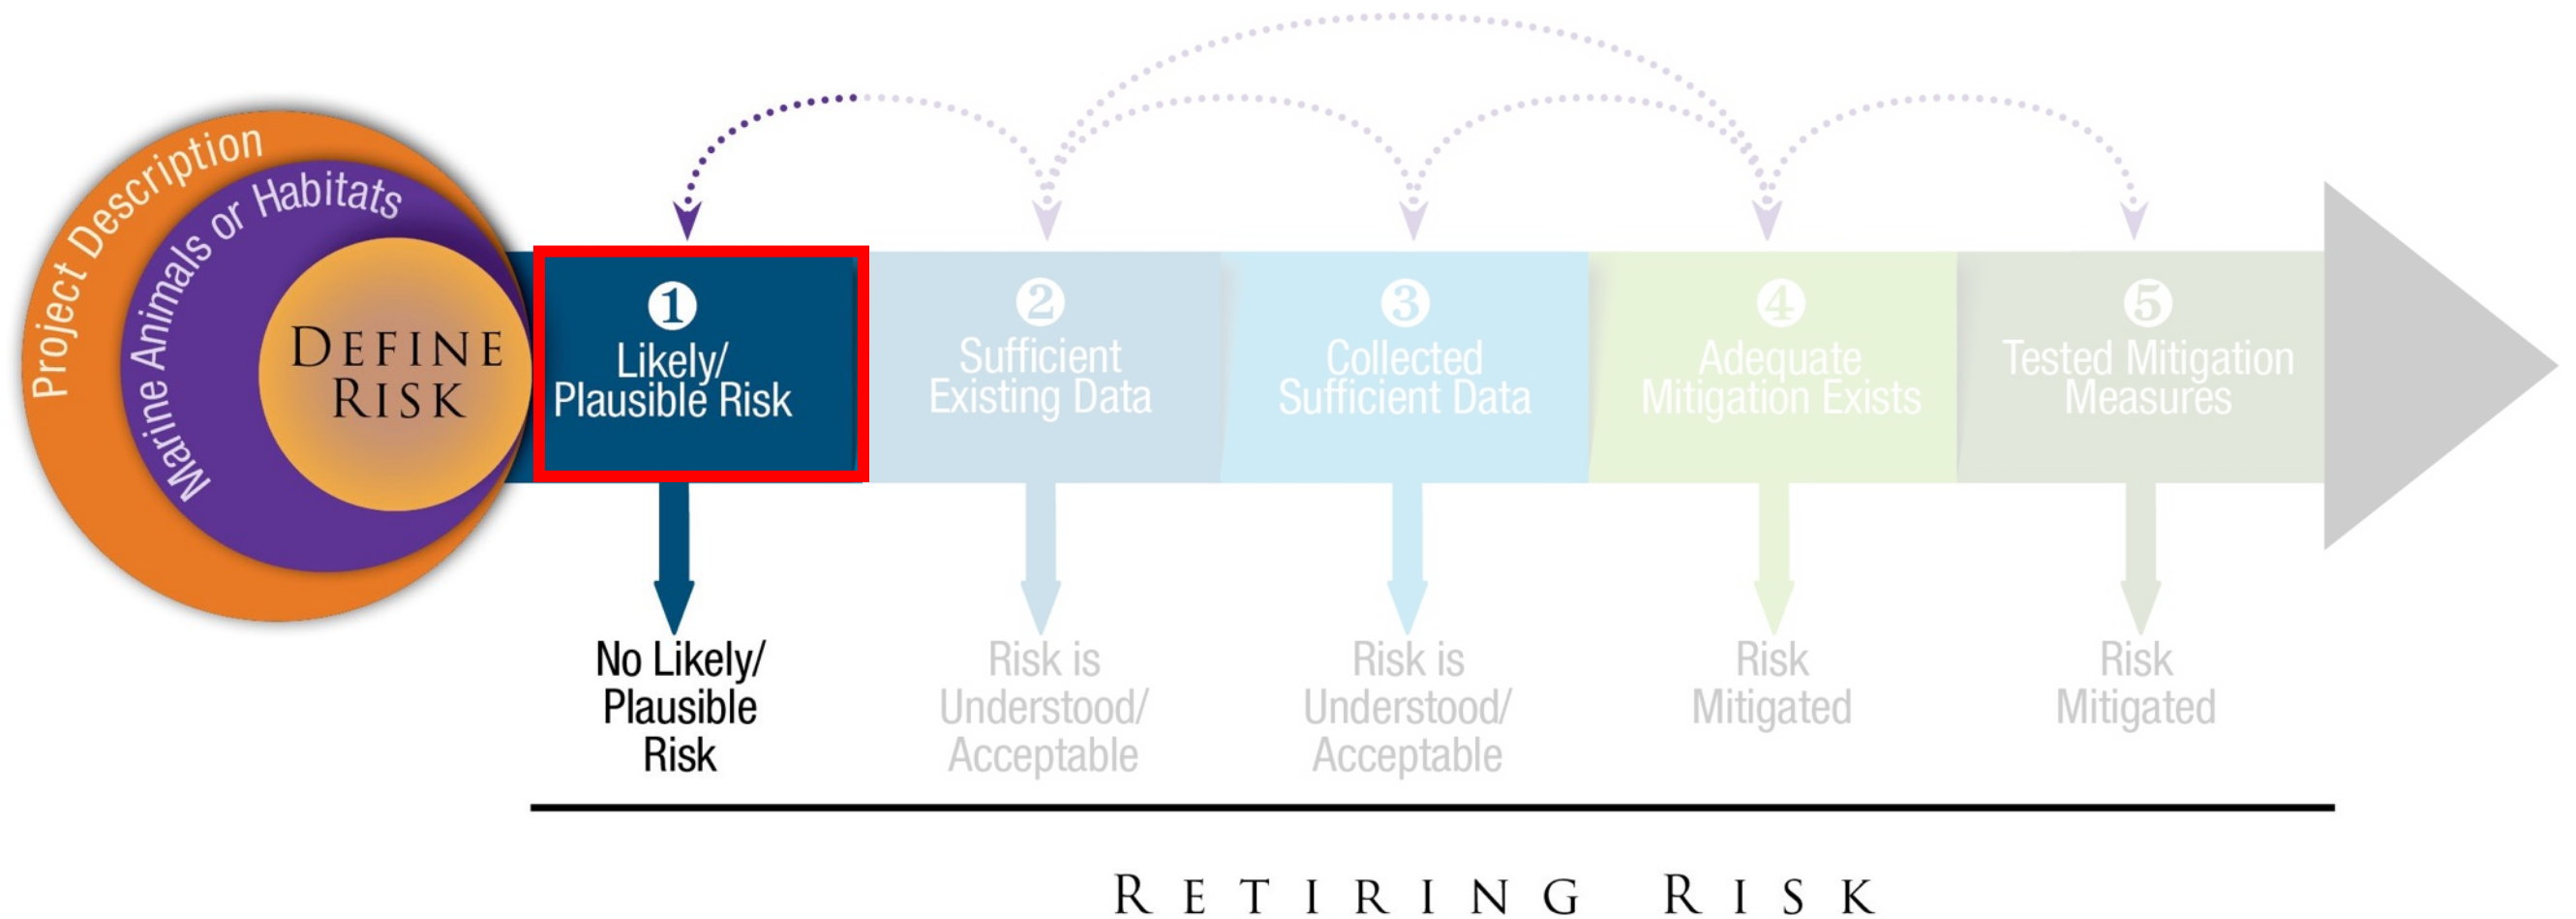 Project Description
Marine Animals or Habitats
DEFINE
RISK
1
Likely/
Plausible Risk
2
Sufficient
Existing Data
3
Collected
Sufficient Data
4
Adequate
Mitigation Exists
5
Tested Mitigation
Measures
No Likely/
Plausible
Risk
Risk is
Understood/
Acceptable
Risk is
Understood/
Acceptable
Risk
Mitigated
Risk
Mitigated
RETIRING RISK